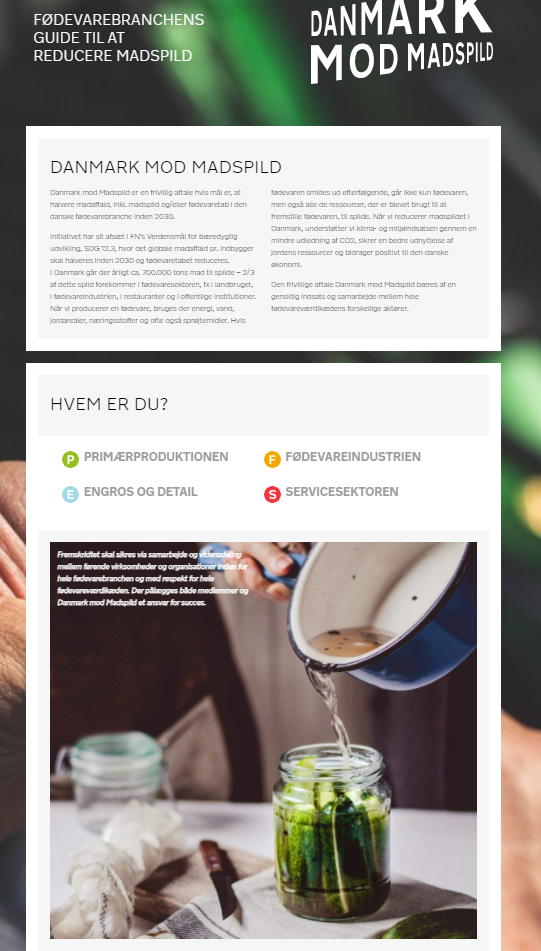 FØDEVAREBRANCHENS
GUIDE TIL AT
REDUCERE MADSPILD
DANMARK
MOD MADSPILD
DANMARK MOD MADSPILD
Danmark mod Madspild er en frivillig aftale hvis mål er, at
halvere madaffald, inkl. madspild og/eller fødevaretab i den
danske fødevarebranche inden 2030.
Initiativet har sit afsæt i FN's Verdensmål for bæredygtig
udvikling, SDG 12.3, hvor det globale madaffald pr. indbygger
skal halveres inden 2030 og fødevaretabet reduceres.
I Danmark går der årligt ca. 700.000 tons mad til spilde – 2/3
af dette spild forekommer i fødevaresektoren, fx i landbruget,
i fødevareindustrien, i restauranter og i offentlige institutioner.
Når vi producerer en fødevare, bruges der energi, vand,
jordarealer, næringsstoffer og ofte også sprøjtemidler. Hvis
fødevaren smides ud efterfølgende, går ikke kun fødevaren,
men også alle de ressourcer, der er blevet brugt til at
fremstille fødevaren, til spilde. Når vi reducerer madspildet i
Danmark, understøtter vi klima- og miljøindsatsen gennem en
mindre udledning af CO2, sikrer en bedre udnyttelse af
jordens ressourcer og bidrager positivt til den danske
økonomi.
Den frivillige aftale Danmark mod Madspild bæres af en
gensidig indsats og samarbejde mellem hele
fødevareværdikædens forskellige aktører.
HVEM ER DU?
P PRIMÆRPRODUKTIONEN
F FØDEVAREINDUSTRIEN
E ENGROS OG DETAIL
S SERVICESEKTOREN
Fremskridtet skal sikres via samarbejde og vidensdeling
mellem førende virksomheder og organisationer inden for
hele fødevarebranchen og med respekt for hele
fødevareværdikæden. Der pålægges både medlemmer og
Danmark mod Madspild et ansvar for succes.